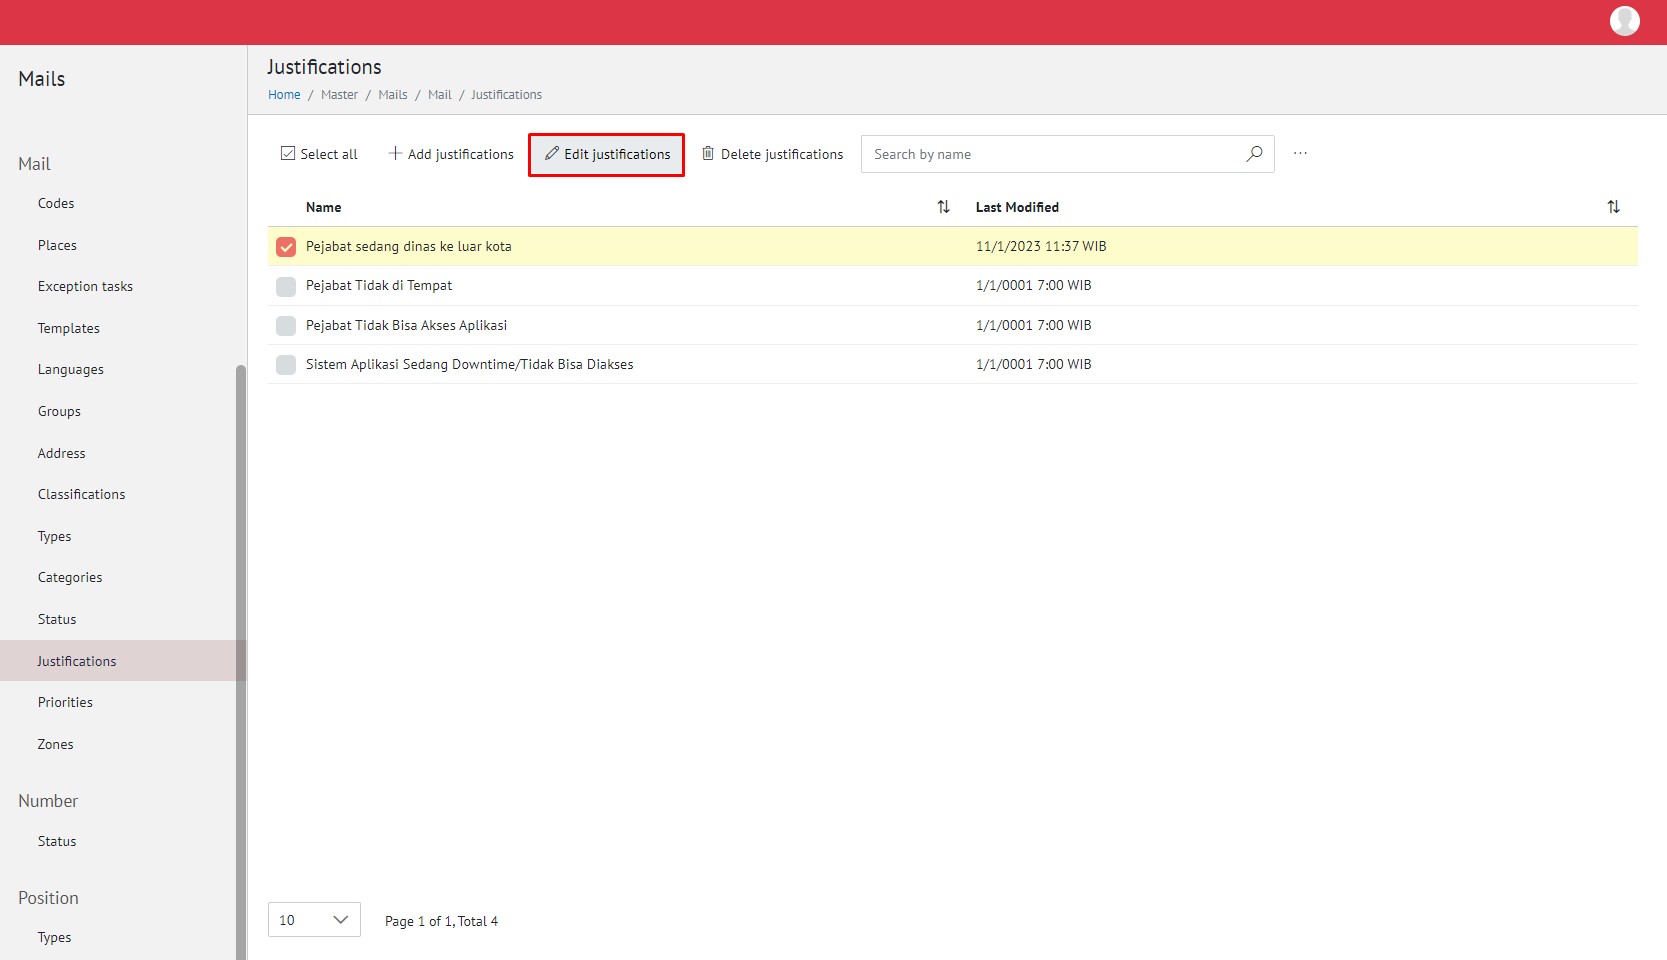 Mails
Mail
Codes
Places
Exception tasks
Templates
Languages
Groups
Address
Classifications
Types
Categories
Status
Justifications
Priorities
Zones
Number
Status
Position
Types
Justifications
Home / Master / Mails / Mail / Justifications
Select all Add justifications Edit justifications Delete justifications Search by name ...
Name Last Modified
Pejabat sedang dinas ke luar kota 11/1/2023 11:37 WIB
Pejabat Tidak di Tempat 1/1/0001 7:00 WIB
Pejabat Tidak Bisa Akses Aplikasi 1/1/0001 7:00 WIB
Sistem Aplikasi Sedang Downtime/Tidak Bisa Diakses 1/1/0001 7:00 WIB
10 Page 1 of 1, Total 4